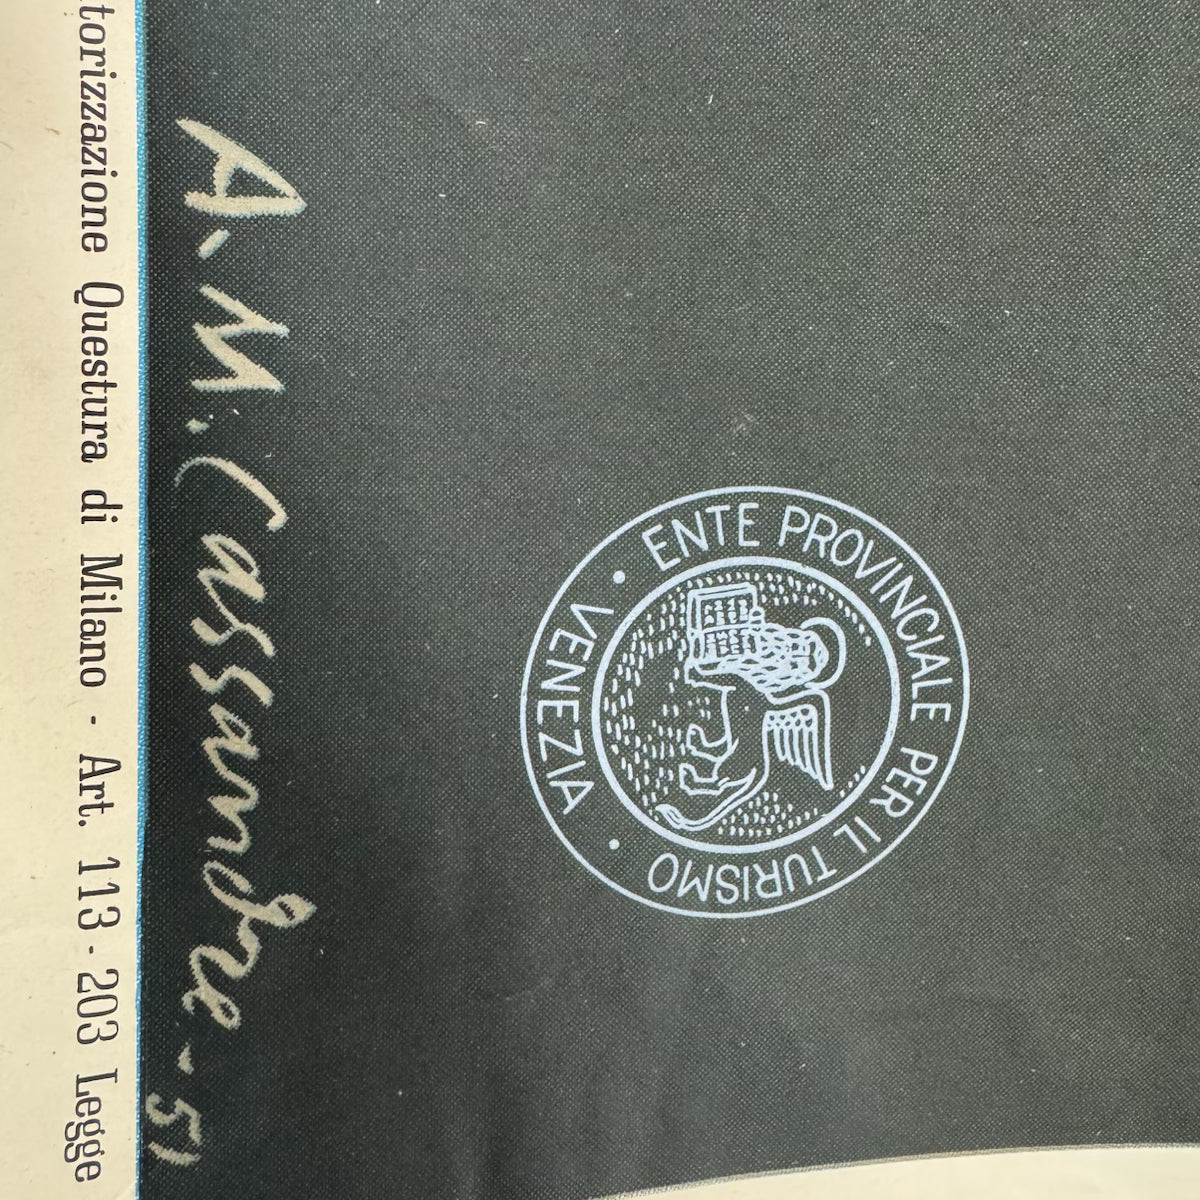 ENTE PROVINCIALE PER IL TURISMO
• VENEZIA •
A. M. Cassandre - 51
torizzazione Questura di Milano - Art. 113 - 203 Legge